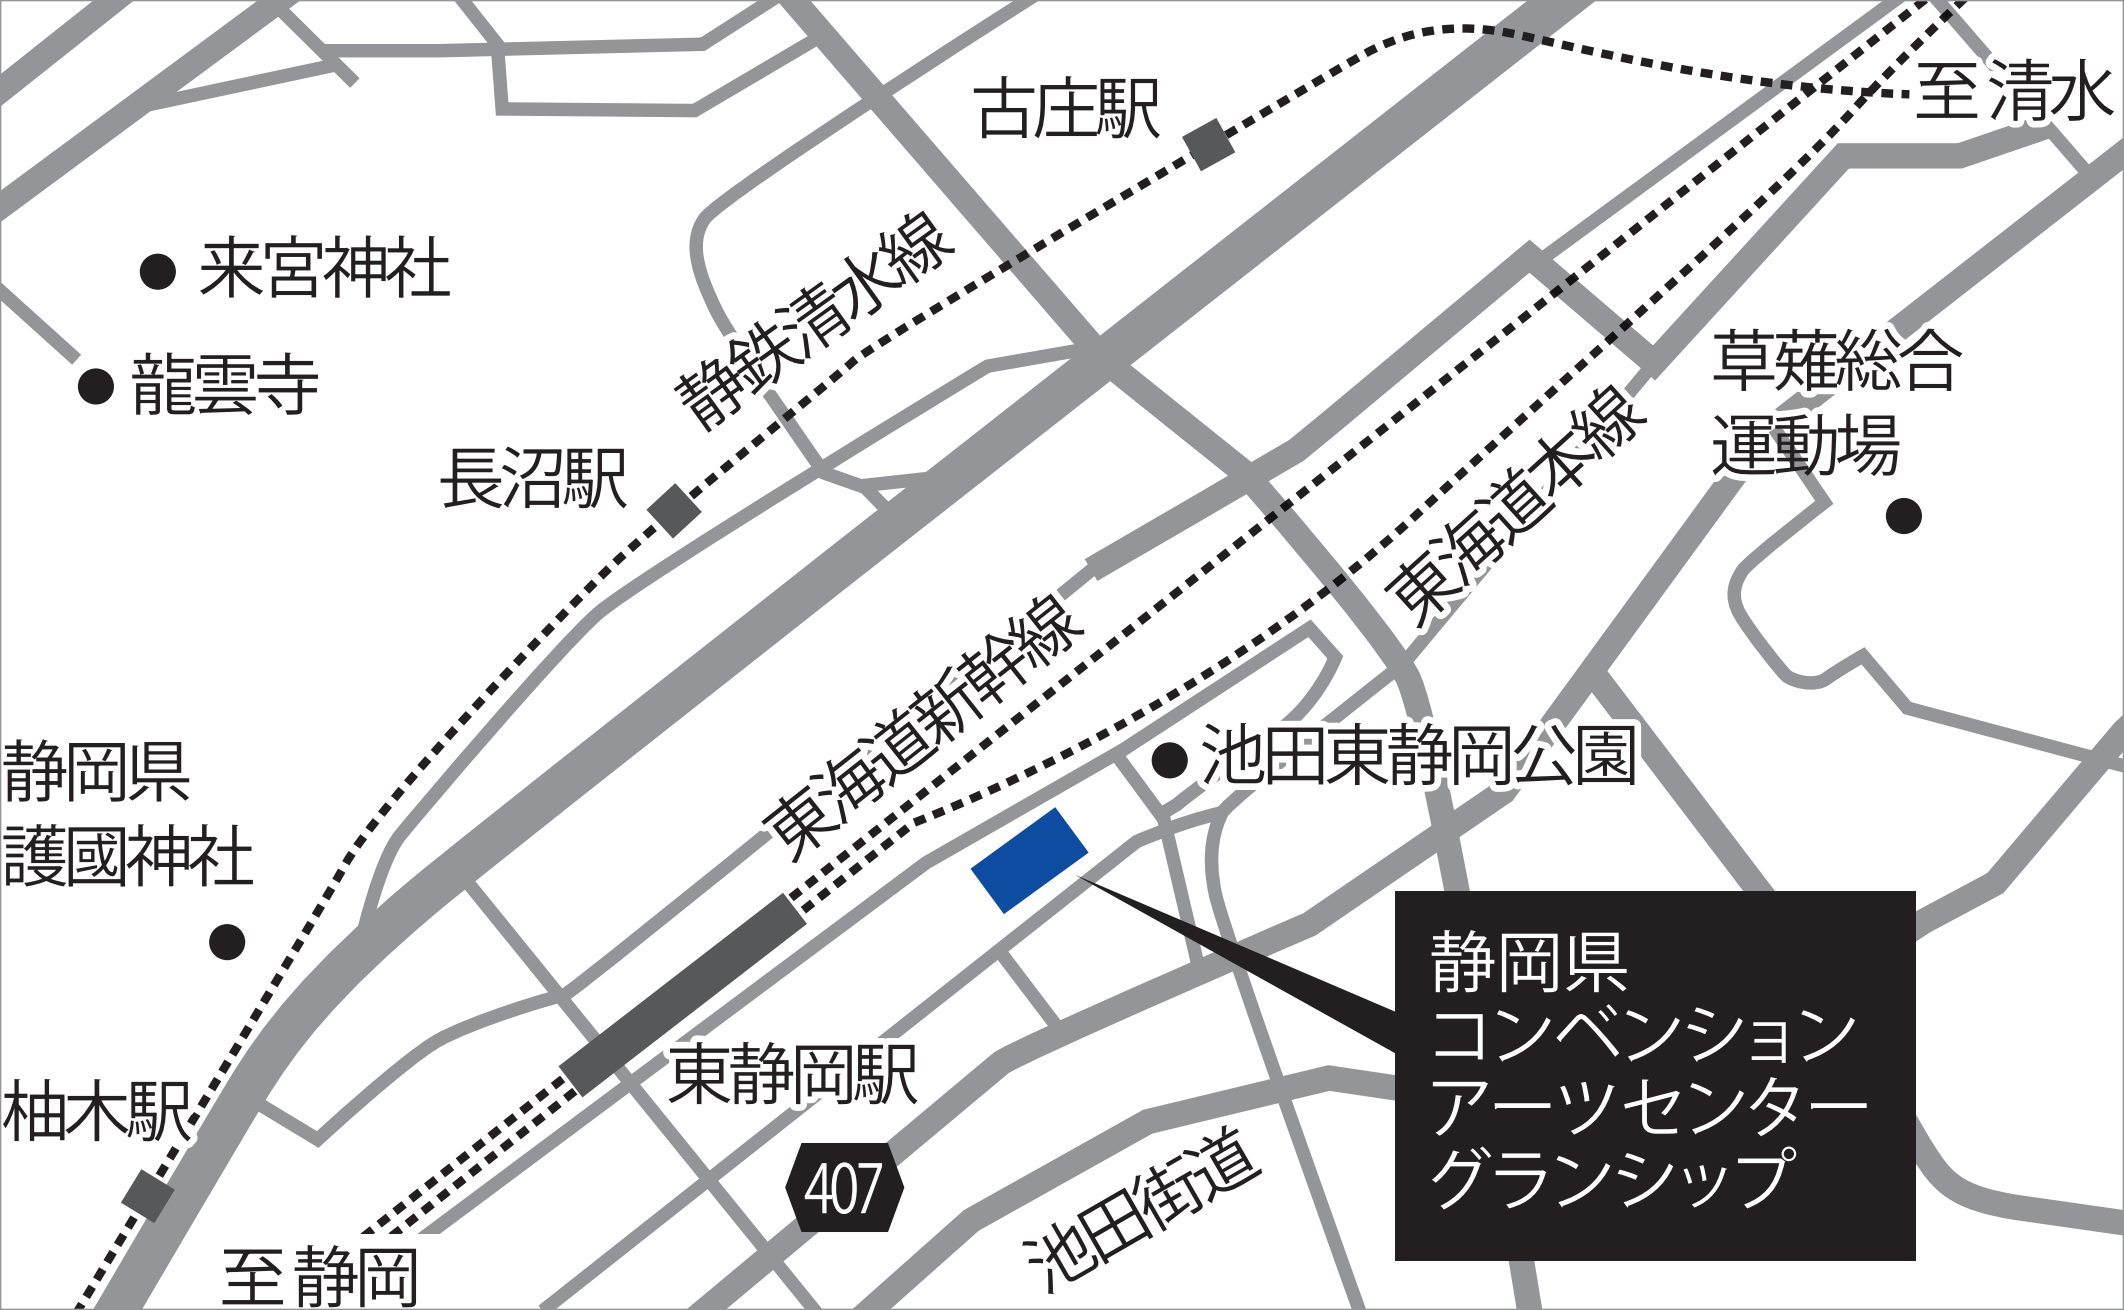 古庄駅
至 清水
来宮神社
静鉄清水線
龍雲寺
草薙総合
運動場
長沼駅
東海道本線
東海道新幹線
静岡県
護國神社
池田東静岡公園
静岡県
コンベンション
アーツセンター
グランシップ
東静岡駅
柚木駅
407
池田街道
至 静岡